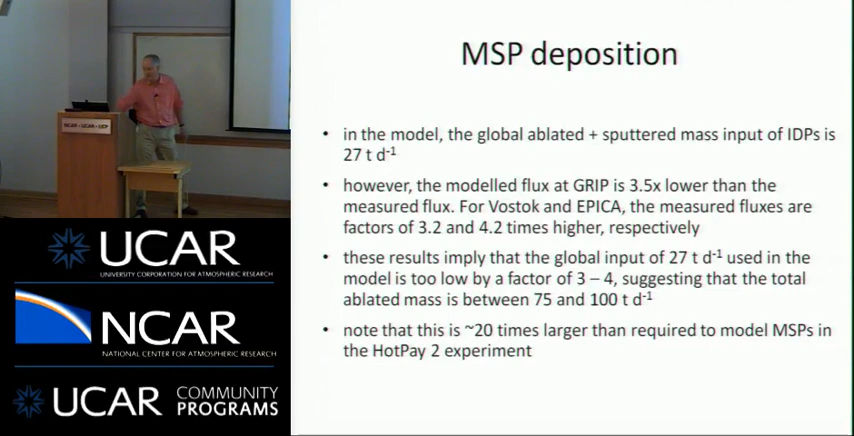 MSP deposition
• in the model, the global ablated + sputtered mass input of IDPs is
27 t d-1
• however, the modelled flux at GRIP is 3.5x lower than the
measured flux. For Vostok and EPICA, the measured fluxes are
factors of 3.2 and 4.2 times higher, respectively
• these results imply that the global input of 27 t d-1 used in the
model is too low by a factor of 3 – 4, suggesting that the total
ablated mass is between 75 and 100 t d-1
• note that this is ~20 times larger than required to model MSPs in
the HotPay 2 experiment
NCAR • UCAR • UCP
UCAR
UNIVERSITY CORPORATION FOR ATMOSPHERIC RESEARCH
NCAR
NATIONAL CENTER FOR ATMOSPHERIC RESEARCH
UCAR
COMMUNITY
PROGRAMS